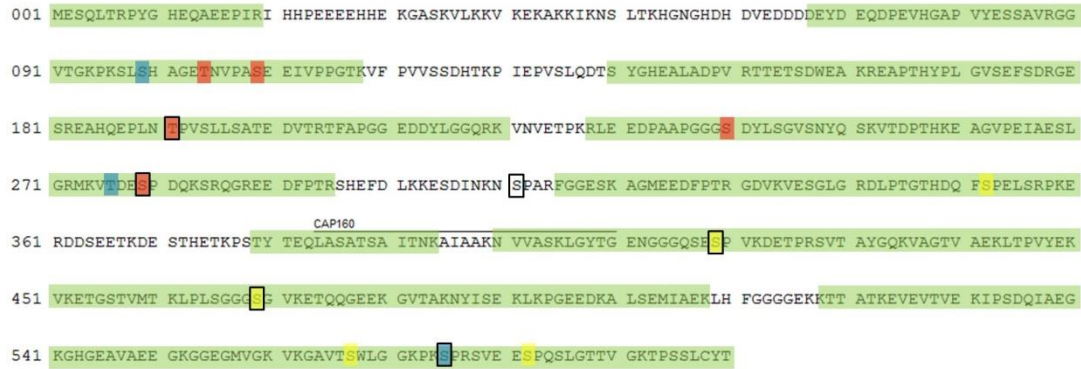 001 MESQLTRPYG HEQAEEPIRI HHPEEEEHHE KGASKVLKKV KEKAKKIKNS LTKHGNGHDH DVEDDDDEYD EQDPEVHGAP VYESSAVRGG
091 VTGKPKSLSH AGETNVPASE EIVPPGTKVF PVVSSDHTKP IEPVSLQDTS YGHEALADPV RTTETSDWEA KREAPTHYPL GVSEFSDRGE
181 SREAHQEPLN TPVSLLSATE DVTRTFAPGG EDDYLGGQRK VNVETPKRLE EDPAAPGGGS DYLSGVSNYQ SKVTDPTHKE AGVPEIAESL
271 GRMKVTDESP DQKSRQGREE DFPTRSHEFD LKKESDINKN SPARFGGESK AGMEEDFPTR GDVKVESGLG RDLPTGTHDQ FSPELSRPKE
CAP160
361 RDDSEETKDE STHETKPSTY TEQLASATSA ITNKAIAAKN VVASKLGYTG ENGGGQSESP VKDETPRSVT AYGQKVAGTV AEKLTPVYEK
451 VKETGSTVMT KLPLSGGGSG VKETQQGEEK GVTAKNYISE KLKPGEEDKA LSEMIAEKLH FGGGGEKKTT ATKEVEVTVE KIPSDQIAEG
541 KGHGEAVAEE GKGGEGMVGK VKGAVTSWLG GKPKSPRSVE ESPQSLGTTV GKTPSSLCYT